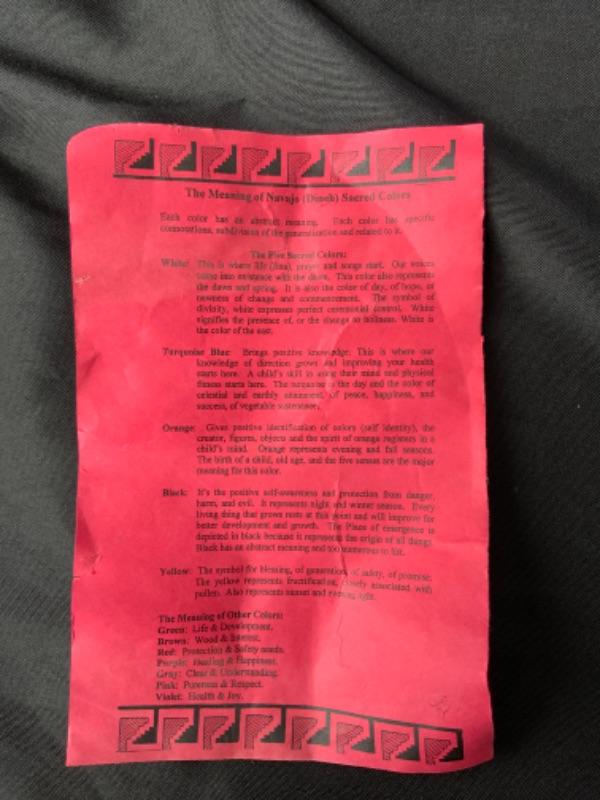 The Meaning of Navajo (Dineh) Sacred Colors
Each color has an abstract meaning. Each color has specific
connotations, subdivision of the generalization and related to it.
The Five Sacred Colors:
White: This is where life (iina), prayer and songs start. Our voices
came into existence with the dawn. This color also represents
the dawn and spring. It is also the color of day, of hope, of
newness of change and commencement. The symbol of
divinity, white expresses perfect ceremonial control. White
signifies the presence of, or the change to holiness. White is
the color of the east.
Turquoise Blue: Brings positive knowledge. This is where our
knowledge of direction grows and improving your health
starts here. A child's skill in using their mind and physical
fitness starts here. The turquoise is the day and the color of
celestial and earthly attainment, of peace, happiness, and
success, of vegetable sustenance.
Orange: Gives positive identification of colors (self identity), the
creator, figures, objects and the spirit of orange registers in a
child's mind. Orange represents evening and fall seasons.
The birth of a child, old age, and the five senses are the major
meaning for this color.
Black: It's the positive self-awareness and protection from danger,
harm, and evil. It represents night and winter season. Every
living thing that grows rests at this point and will improve for
better development and growth. The Place of emergence is
depicted in black because it represents the origin of all things.
Black has an abstract meaning and too numerous to list.
Yellow: The symbol for blessing, of generation, of safety, of promise.
The yellow represents fructification, closely associated with
pollen. Also represents sunset and evening light.
The Meaning of Other Colors:
Green: Life & Development.
Brown: Wood & Interest.
Red: Protection & Safety needs.
Purple: Healing & Happiness.
Gray: Clear & Understanding.
Pink: Pureness & Respect.
Violet: Health & Joy.